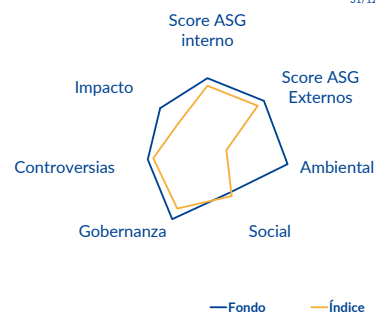 Score ASG
interno
Score ASG
Externos
Impacto
Ambiental
Controversias
Gobernanza
Social
Fondo
Índice